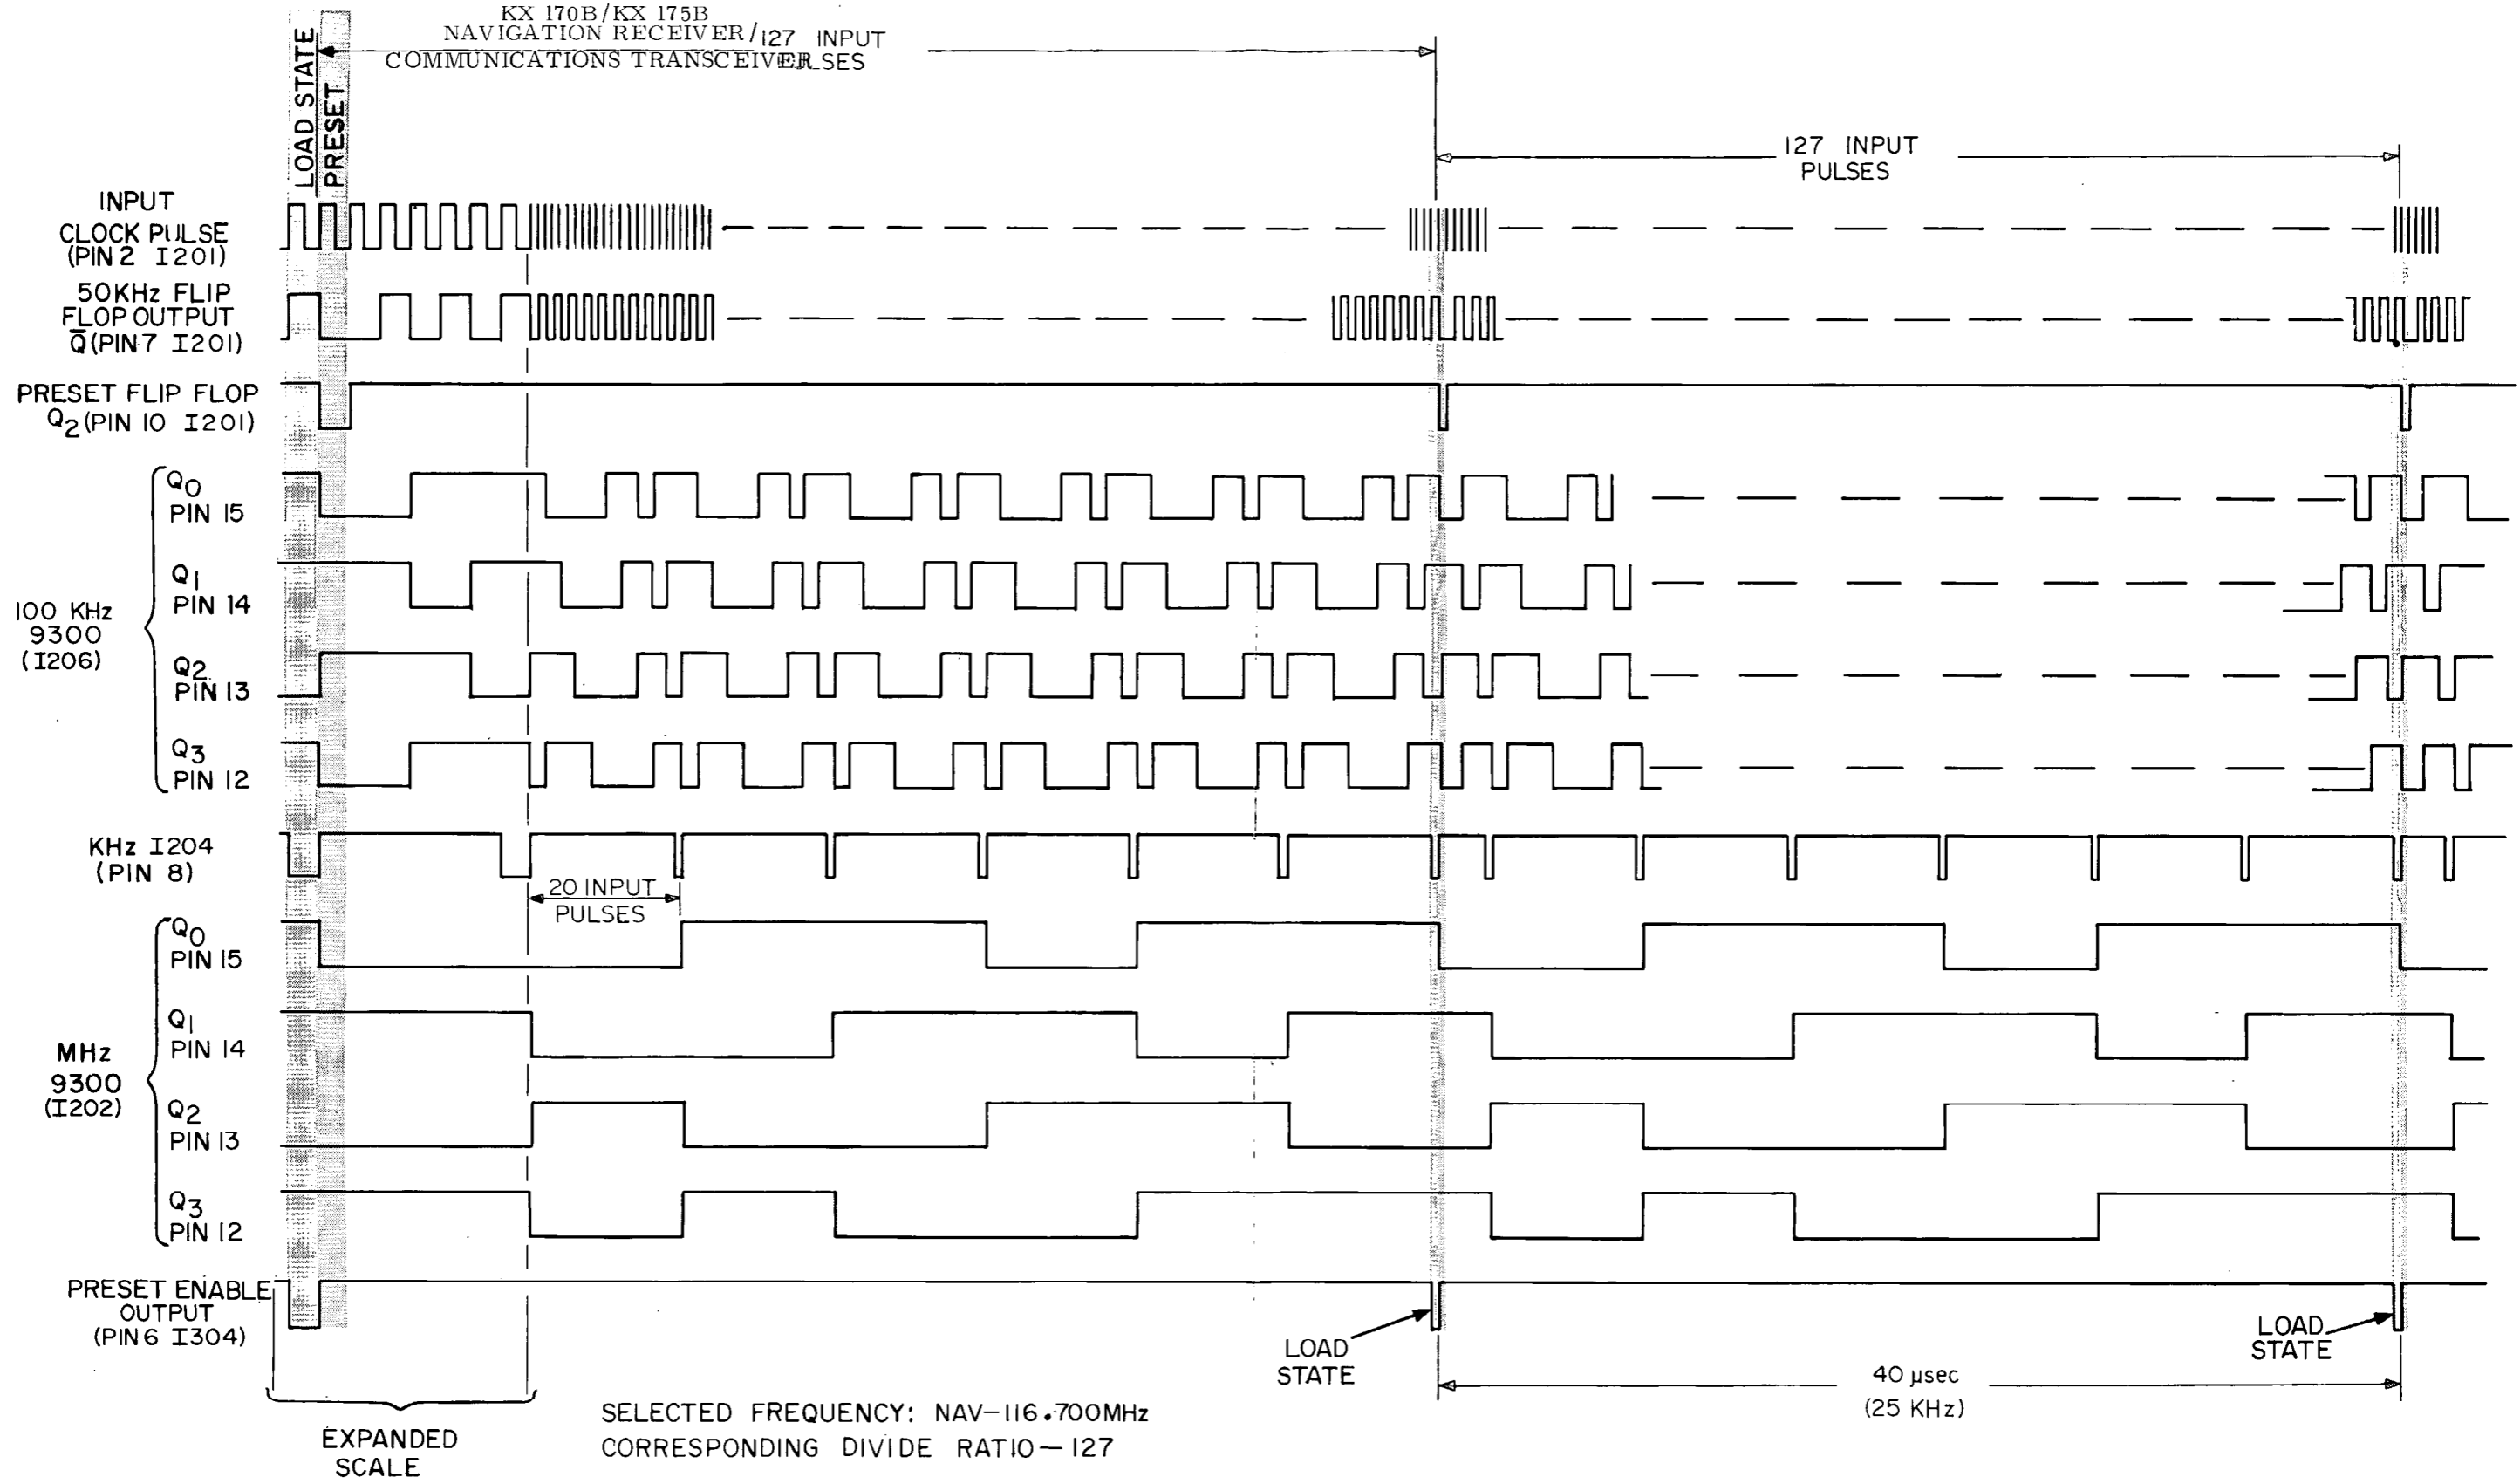 KX 170B/KX 175B
NAVIGATION RECEIVER/127 INPUT
COMMUNICATIONS TRANSCEIVER
LOAD STATE
PRESET
127 INPUT
PULSES
INPUT
CLOCK PULSE
(PIN 2 I201)
50KHz FLIP
FLOP OUTPUT
Q̅(PIN 7 I201)
PRESET FLIP FLOP
Q2(PIN 10 I201)
100 KHz
9300
(I206)
Q0
PIN 15
Q1
PIN 14
Q2
PIN 13
Q3
PIN 12
KHz I204
(PIN 8)
20 INPUT
PULSES
MHz
9300
(I202)
Q0
PIN 15
Q1
PIN 14
Q2
PIN 13
Q3
PIN 12
PRESET ENABLE
OUTPUT
(PIN 6 I304)
LOAD
STATE
LOAD
STATE
40 µsec
(25 KHz)
EXPANDED
SCALE
SELECTED FREQUENCY: NAV-116.700MHz
CORRESPONDING DIVIDE RATIO-127